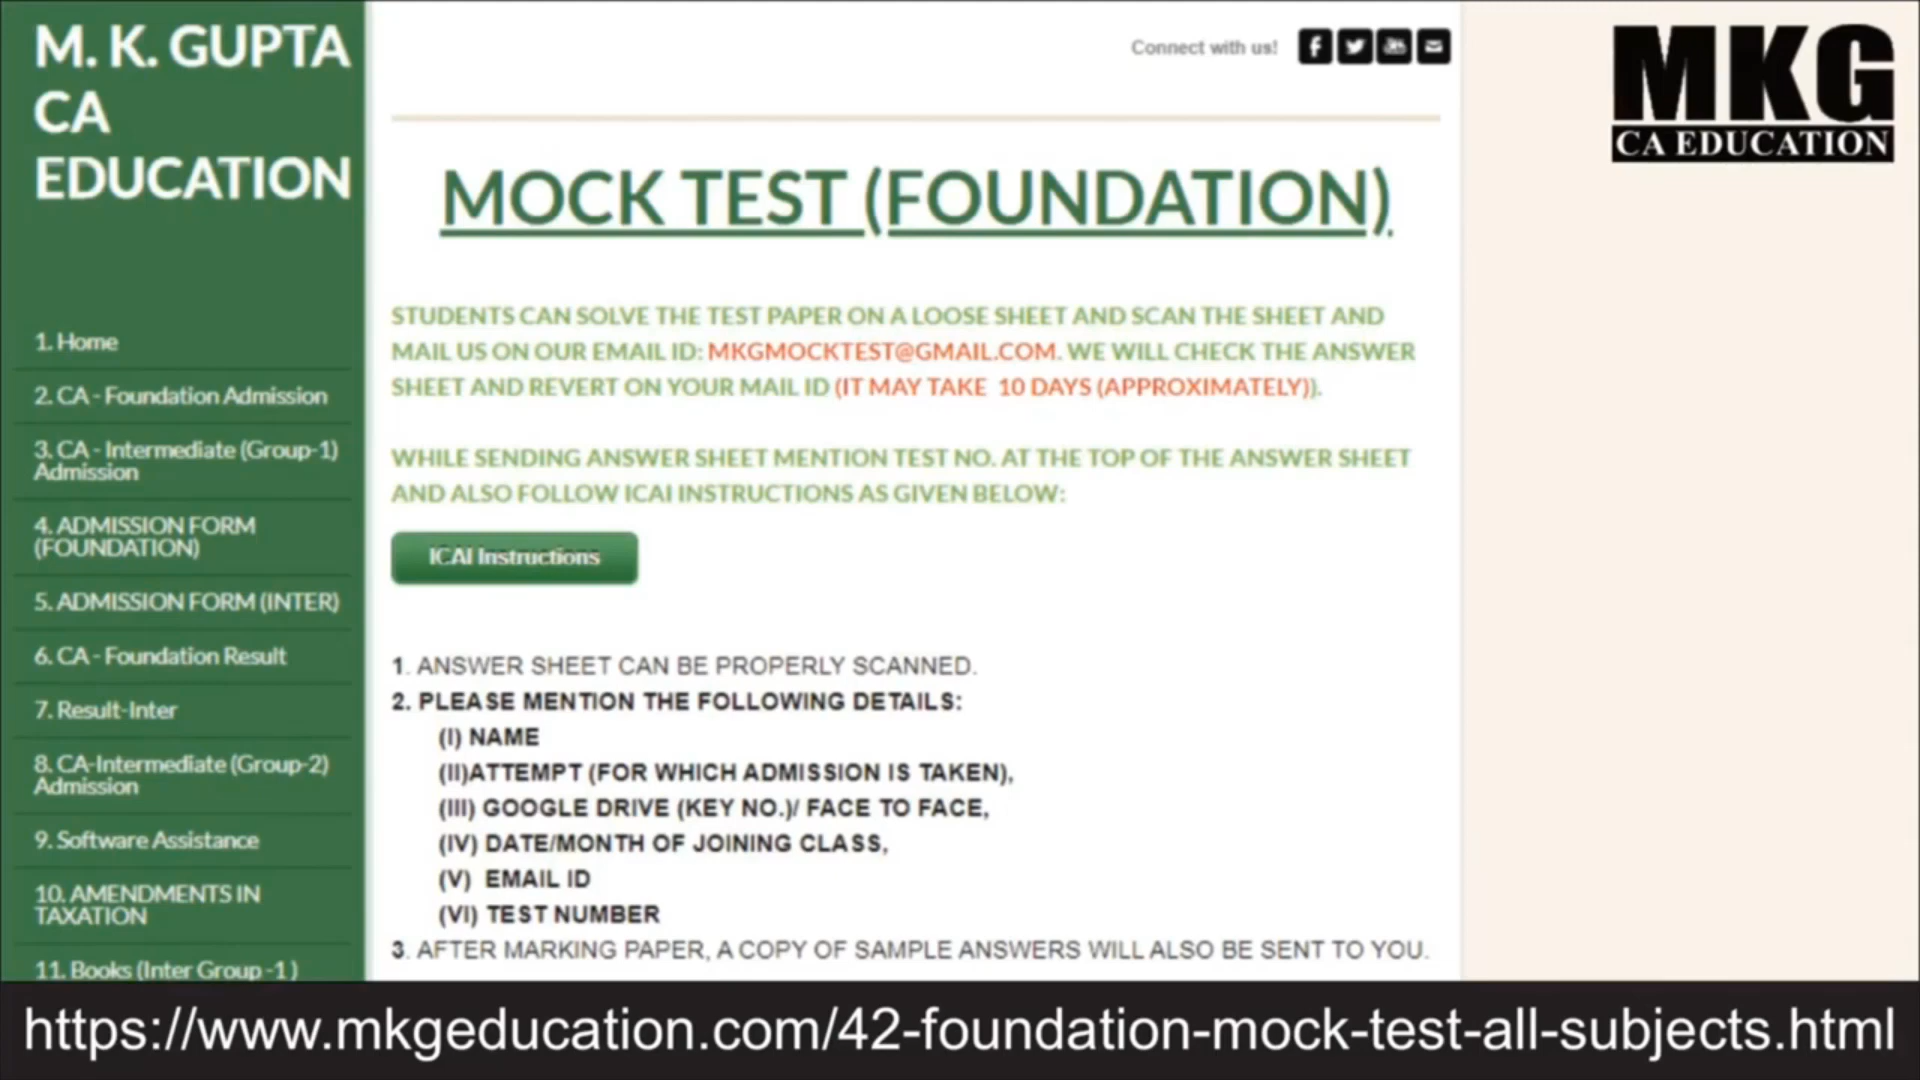 M. K. GUPTA
CA
EDUCATION
1. Home
2. CA - Foundation Admission
3. CA - Intermediate (Group-1)
Admission
4. ADMISSION FORM
(FOUNDATION)
5. ADMISSION FORM (INTER)
6. CA - Foundation Result
7. Result-Inter
8. CA-Intermediate (Group-2)
Admission
9. Software Assistance
10. AMENDMENTS IN
TAXATION
11. Books (Inter Group -1 )
Connect with us!
MOCK TEST (FOUNDATION)
STUDENTS CAN SOLVE THE TEST PAPER ON A LOOSE SHEET AND SCAN THE SHEET AND
MAIL US ON OUR EMAIL ID: MKGMOCKTEST@GMAIL.COM. WE WILL CHECK THE ANSWER
SHEET AND REVERT ON YOUR MAIL ID (IT MAY TAKE 10 DAYS (APPROXIMATELY)).
WHILE SENDING ANSWER SHEET MENTION TEST NO. AT THE TOP OF THE ANSWER SHEET
AND ALSO FOLLOW ICAI INSTRUCTIONS AS GIVEN BELOW:
ICAI Instructions
1. ANSWER SHEET CAN BE PROPERLY SCANNED.
2. PLEASE MENTION THE FOLLOWING DETAILS:
(I) NAME
(II)ATTEMPT (FOR WHICH ADMISSION IS TAKEN),
(III) GOOGLE DRIVE (KEY NO.)/ FACE TO FACE,
(IV) DATE/MONTH OF JOINING CLASS,
(V) EMAIL ID
(VI) TEST NUMBER
3. AFTER MARKING PAPER, A COPY OF SAMPLE ANSWERS WILL ALSO BE SENT TO YOU.
MKG
CA EDUCATION
https://www.mkgeducation.com/42-foundation-mock-test-all-subjects.html